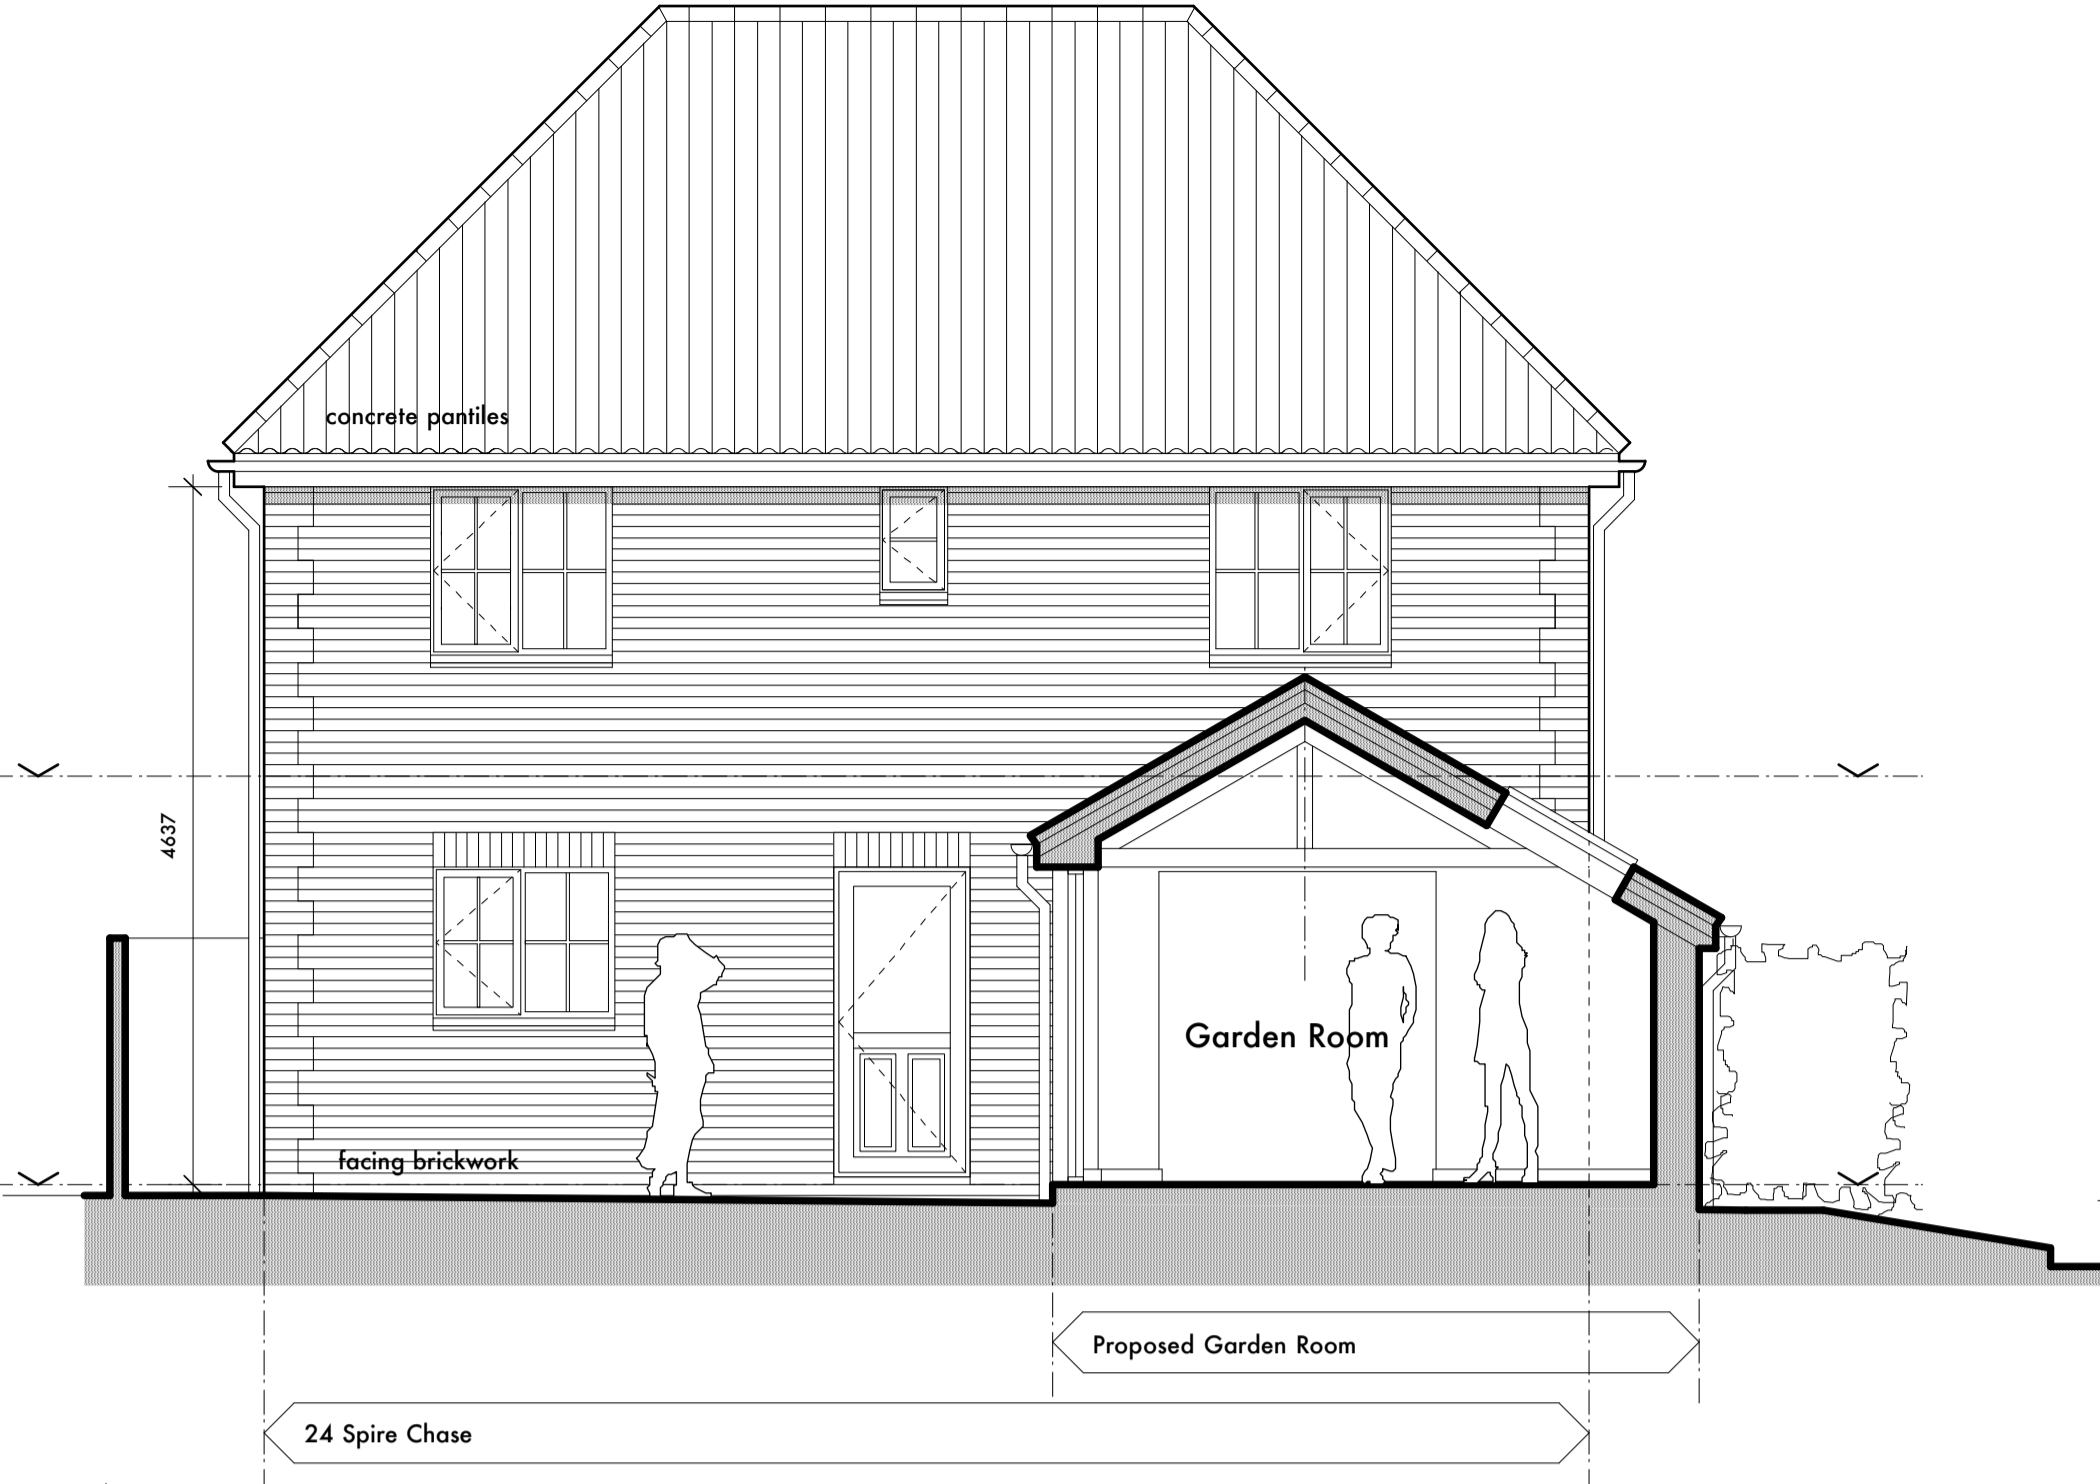 concrete pantiles
4637
Garden Room
facing brickwork
Proposed Garden Room
24 Spire Chase